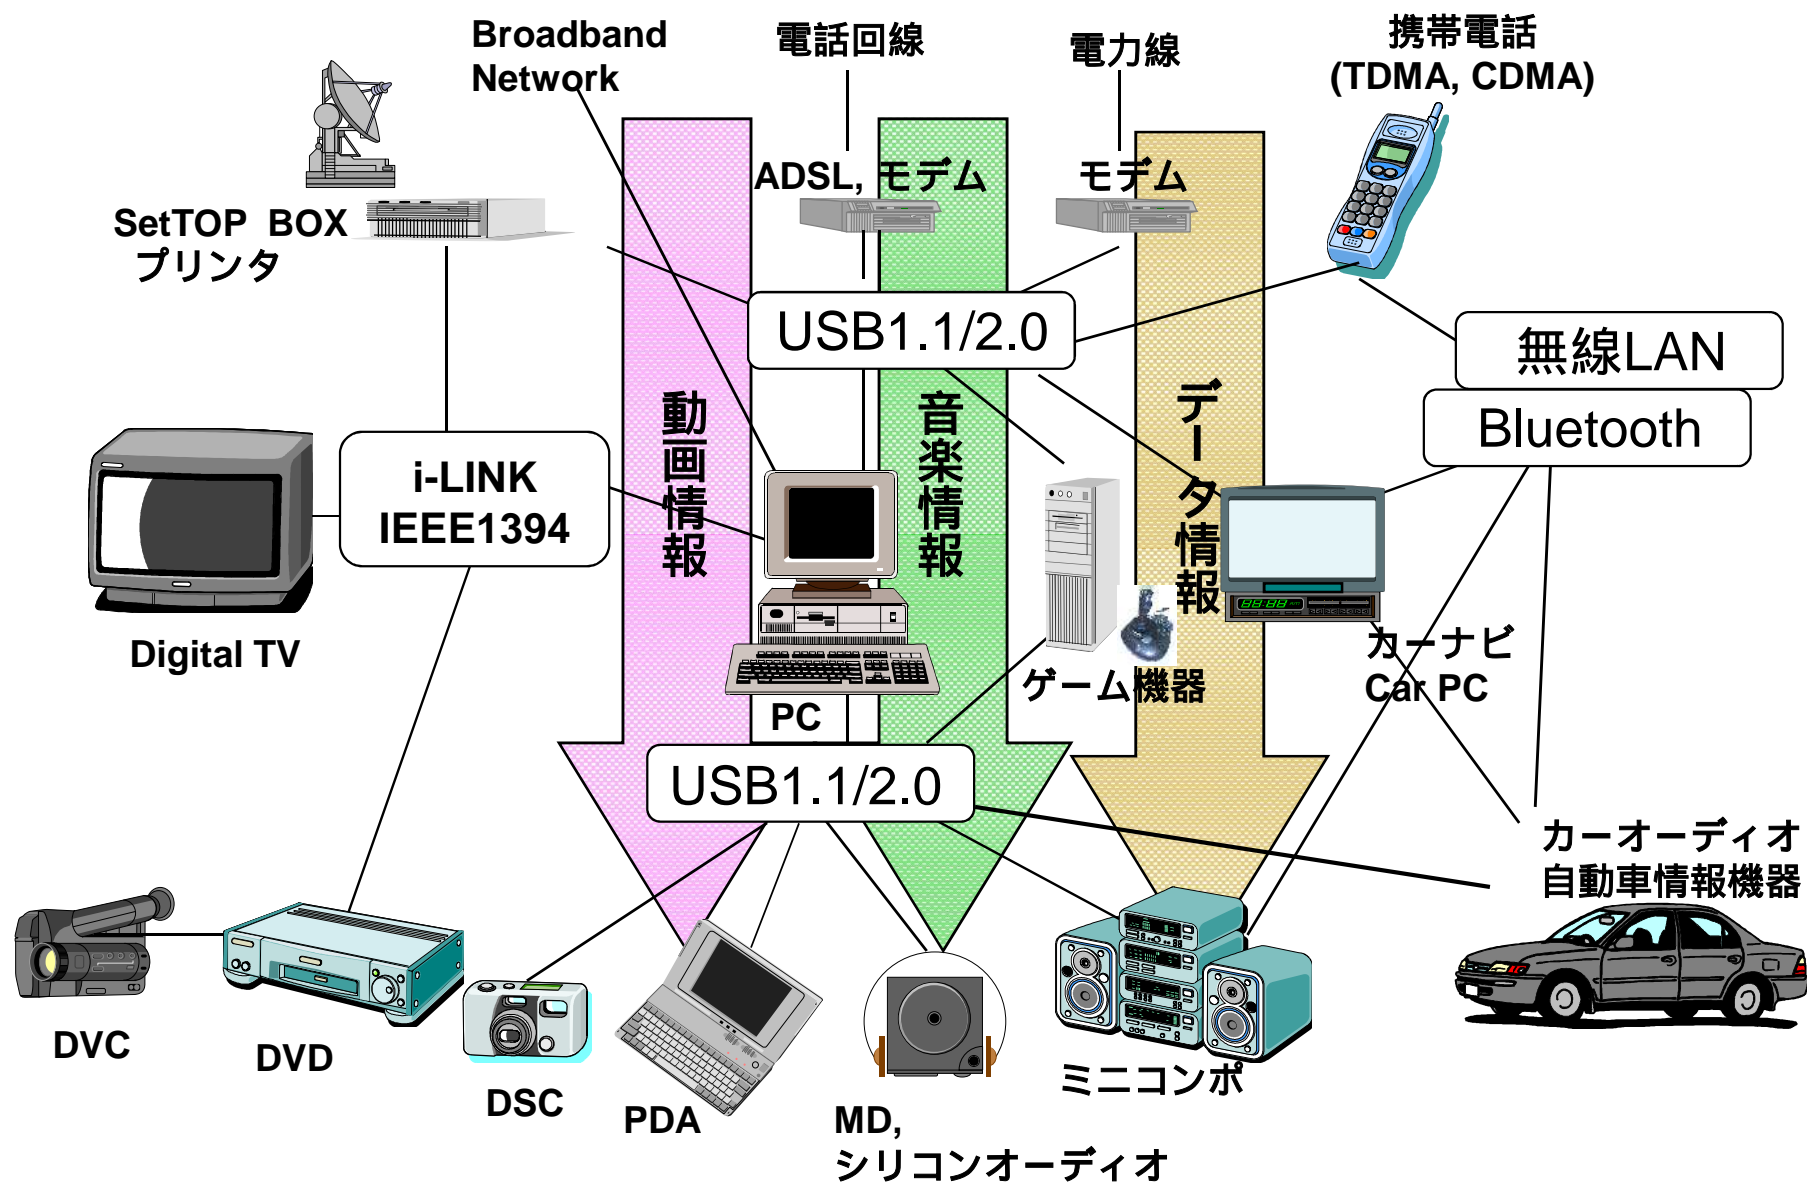 Broadband
Network
電話回線
電力線
携帯電話
(TDMA, CDMA)
ADSL, モデム
モデム
SetTOP BOX
プリンタ
USB1.1/2.0
無線LAN
Bluetooth
動画情報
音楽情報
データ情報
i-LINK
IEEE1394
Digital TV
ゲーム機器
カーナビ
Car PC
PC
USB1.1/2.0
カーオーディオ
自動車情報機器
DVC
DVD
DSC
PDA
MD,
シリコンオーディオ
ミニコンポ